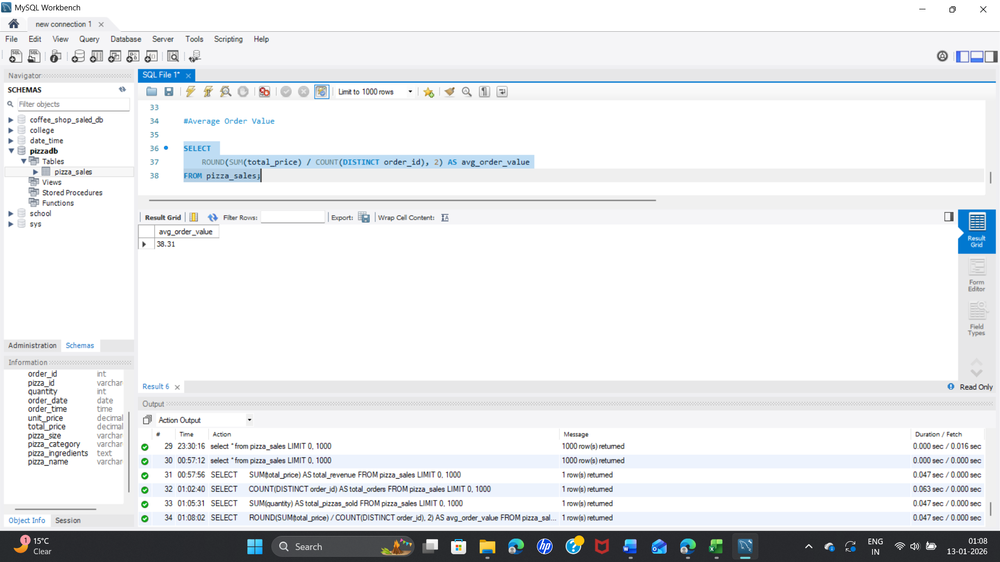 MySQL Workbench
new connection 1
File Edit View Query Database Server Tools Scripting Help
Navigator
SCHEMAS
Filter objects
coffee_shop_saled_db
college
date_time
pizzadb
Tables
pizza_sales
Views
Stored Procedures
Functions
school
sys
Administration Schemas
Information
order_id int
pizza_id varchar
quantity int
order_date date
order_time time
unit_price decimal
total_price decimal
pizza_size varchar
pizza_category varchar
pizza_ingredients text
pizza_name varchar
Object Info Session
SQL File 1*
Limit to 1000 rows
33
34 #Average Order Value
35
36 SELECT
37 ROUND(SUM(total_price) / COUNT(DISTINCT order_id), 2) AS avg_order_value
38 FROM pizza_sales;
Result Grid Filter Rows: Export: Wrap Cell Content:
avg_order_value
38.31
Result Grid
Form Editor
Field Types
Result 6
Read Only
Output
Action Output
# Time Action Message Duration / Fetch
29 23:30:16 select * from pizza_sales LIMIT 0, 1000 1000 row(s) returned 0.000 sec / 0.016 sec
30 00:57:12 select * from pizza_sales LIMIT 0, 1000 1000 row(s) returned 0.000 sec / 0.000 sec
31 00:57:56 SELECT SUM(total_price) AS total_revenue FROM pizza_sales LIMIT 0, 1000 1 row(s) returned 0.047 sec / 0.000 sec
32 01:02:40 SELECT COUNT(DISTINCT order_id) AS total_orders FROM pizza_sales LIMIT 0, 1000 1 row(s) returned 0.063 sec / 0.000 sec
33 01:05:31 SELECT SUM(quantity) AS total_pizzas_sold FROM pizza_sales LIMIT 0, 1000 1 row(s) returned 0.047 sec / 0.000 sec
34 01:08:02 SELECT ROUND(SUM(total_price) / COUNT(DISTINCT order_id), 2) AS avg_order_value FROM pizza_sal... 1 row(s) returned 0.047 sec / 0.000 sec
1
15°C
Clear
Search
ENG
IN
01:08
13-01-2026